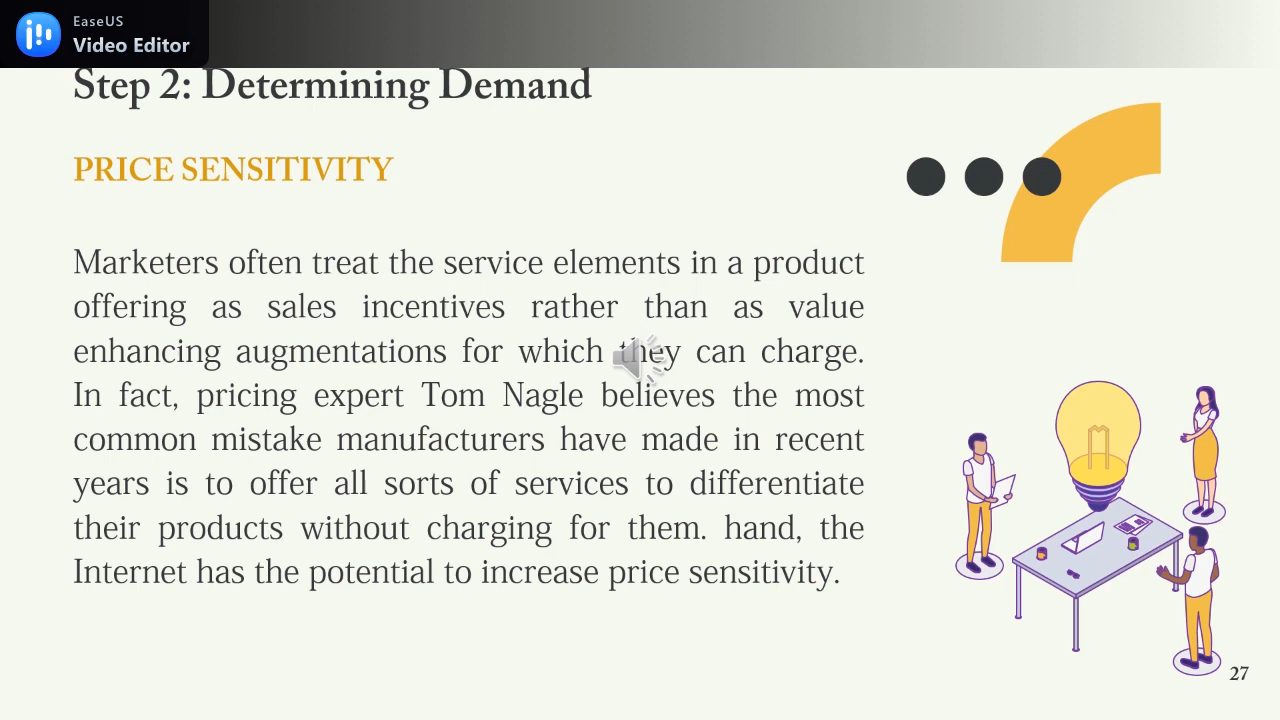 EaseUS
Video Editor
Step 2: Determining Demand
PRICE SENSITIVITY
Marketers often treat the service elements in a product
offering as sales incentives rather than as value
enhancing augmentations for which they can charge.
In fact, pricing expert Tom Nagle believes the most
common mistake manufacturers have made in recent
years is to offer all sorts of services to differentiate
their products without charging for them. hand, the
Internet has the potential to increase price sensitivity.
27